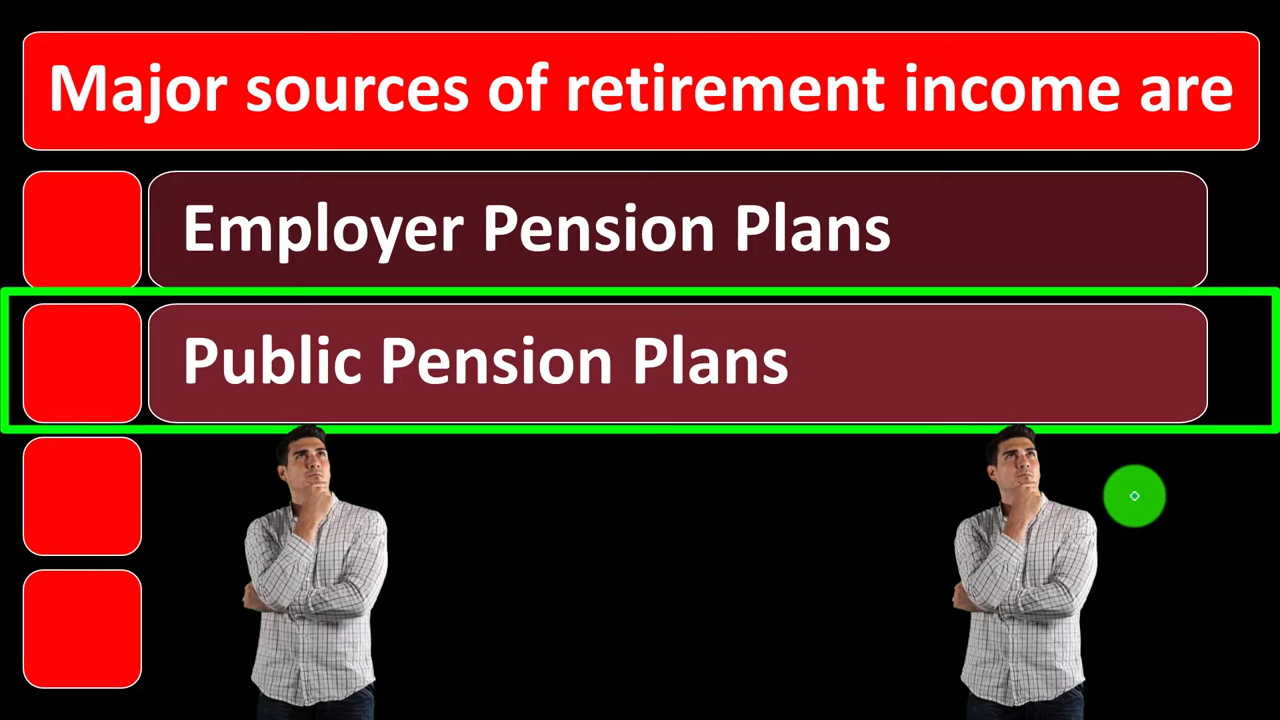 Major sources of retirement income are
Employer Pension Plans
Public Pension Plans